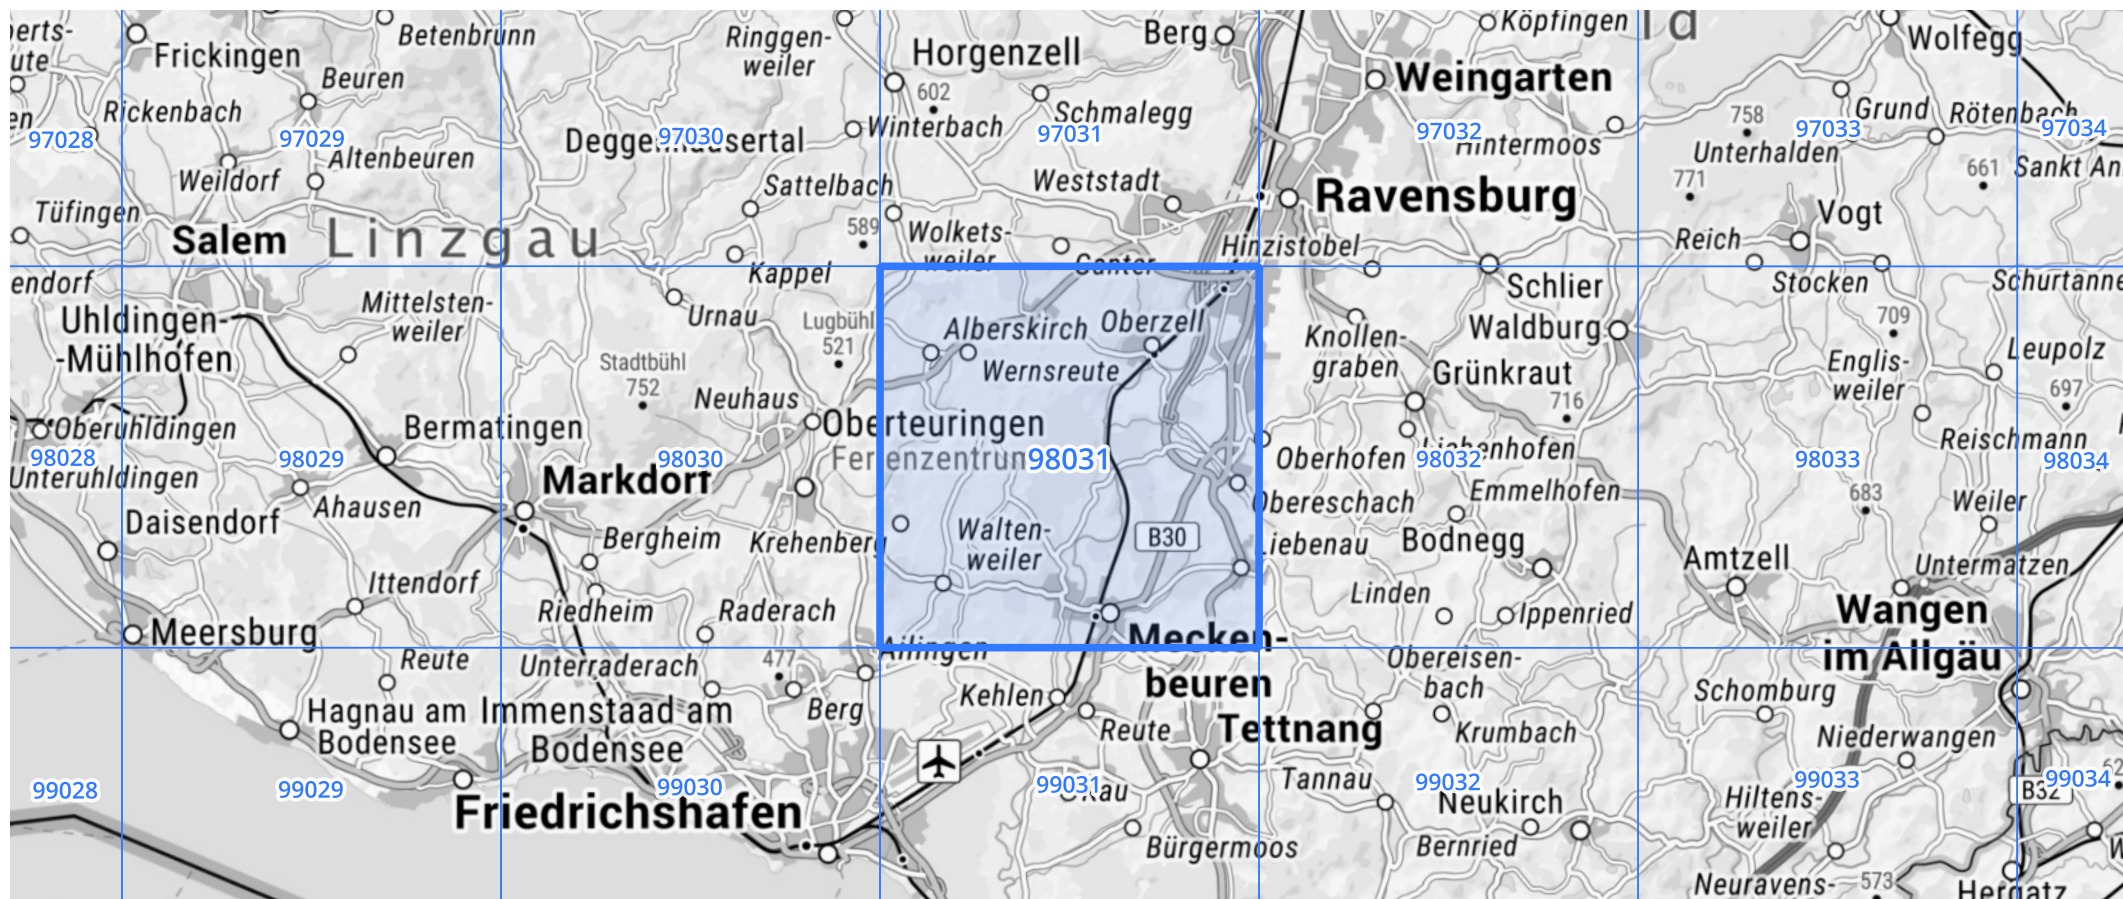 Betenbrunn
Ringgen-
weiler
Berg
Köpfingen
Wolfegg
Frickingen
Horgenzell
Weingarten
Beuren
602
Rickenbach
Schmalegg
758
Grund
Rötenbach
97028
97029
97030
97031
97032
97033
97034
Deggenhausertal
Winterbach
Hintermoos
Unterhalden
Altenbeuren
661
Sankt An
Weildorf
Sattelbach
Weststadt
Ravensburg
771
Tüfingen
Vogt
Salem
Linzgau
589
Wolkets-
weiler
Hinzistobel
Reich
Kappel
Ganter
Stocken
Schurtanne
endorf
Mittelsten-
weiler
Schlier
Uhldingen-
-Mühlhofen
Urnau
Lugbühl
521
Alberskirch
Oberzell
Knollen-
graben
Waldburg
709
Stadtbühl
752
Wernsreute
Grünkraut
Englis-
weiler
Leupolz
697
Neuhaus
716
Oberuhldingen
Bermatingen
Oberteuringen
Ferienzentrum
Liebenhofen
Reischmann
98028
98029
98030
98031
98032
98033
98034
Unteruhldingen
Markdorf
Oberhofen
Ahausen
Obereschach
Emmelhofen
683
Weiler
Daisendorf
Bergheim
Krehenberg
Walten-
weiler
B30
Liebenau
Bodnegg
Amtzell
Untermatzen
Ittendorf
Riedheim
Raderach
Linden
Ippenried
Wangen
im Allgäu
Meersburg
Ailingen
Mecken-
beuren
Reute
Unterraderach
477
Kehlen
Obereisen-
bach
Schomburg
Hagnau am
Bodensee
Immenstaad am
Bodensee
Berg
Reute
Tettnang
Krumbach
Niederwangen
99028
99029
99030
99031
99032
99033
99034
Tannau
B32
Friedrichshafen
Neukirch
Hiltens-
weiler
Bürgermoos
Bernried
Neuravens-
573
Hergatz